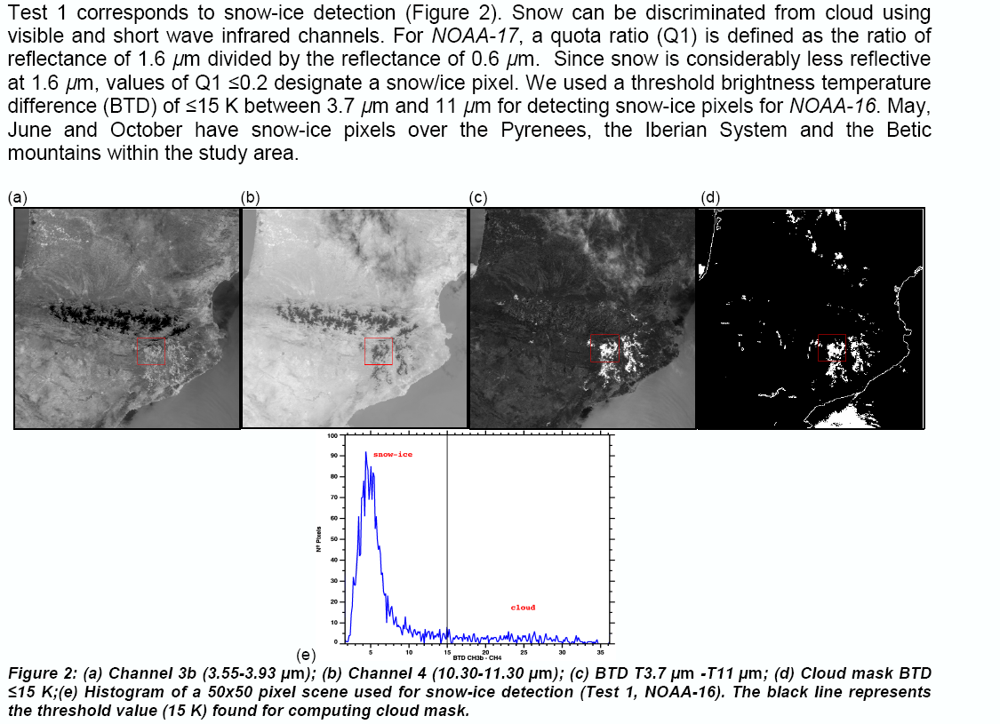 Test 1 corresponds to snow-ice detection (Figure 2). Snow can be discriminated from cloud using
visible and short wave infrared channels. For NOAA-17, a quota ratio (Q1) is defined as the ratio of
reflectance of 1.6 µm divided by the reflectance of 0.6 µm. Since snow is considerably less reflective
at 1.6 µm, values of Q1 ≤0.2 designate a snow/ice pixel. We used a threshold brightness temperature
difference (BTD) of ≤15 K between 3.7 µm and 11 µm for detecting snow-ice pixels for NOAA-16. May,
June and October have snow-ice pixels over the Pyrenees, the Iberian System and the Betic
mountains within the study area.
(a) (b) (c) (d)
100
90
80
70
60
50
40
30
20
10
0
Nº Pixels
snow-ice
cloud
5 10 15 20 25 30 35
BTD CH3b - CH4
(e)
Figure 2: (a) Channel 3b (3.55-3.93 µm); (b) Channel 4 (10.30-11.30 µm); (c) BTD T3.7 µm -T11 µm; (d) Cloud mask BTD
≤15 K;(e) Histogram of a 50x50 pixel scene used for snow-ice detection (Test 1, NOAA-16). The black line represents
the threshold value (15 K) found for computing cloud mask.